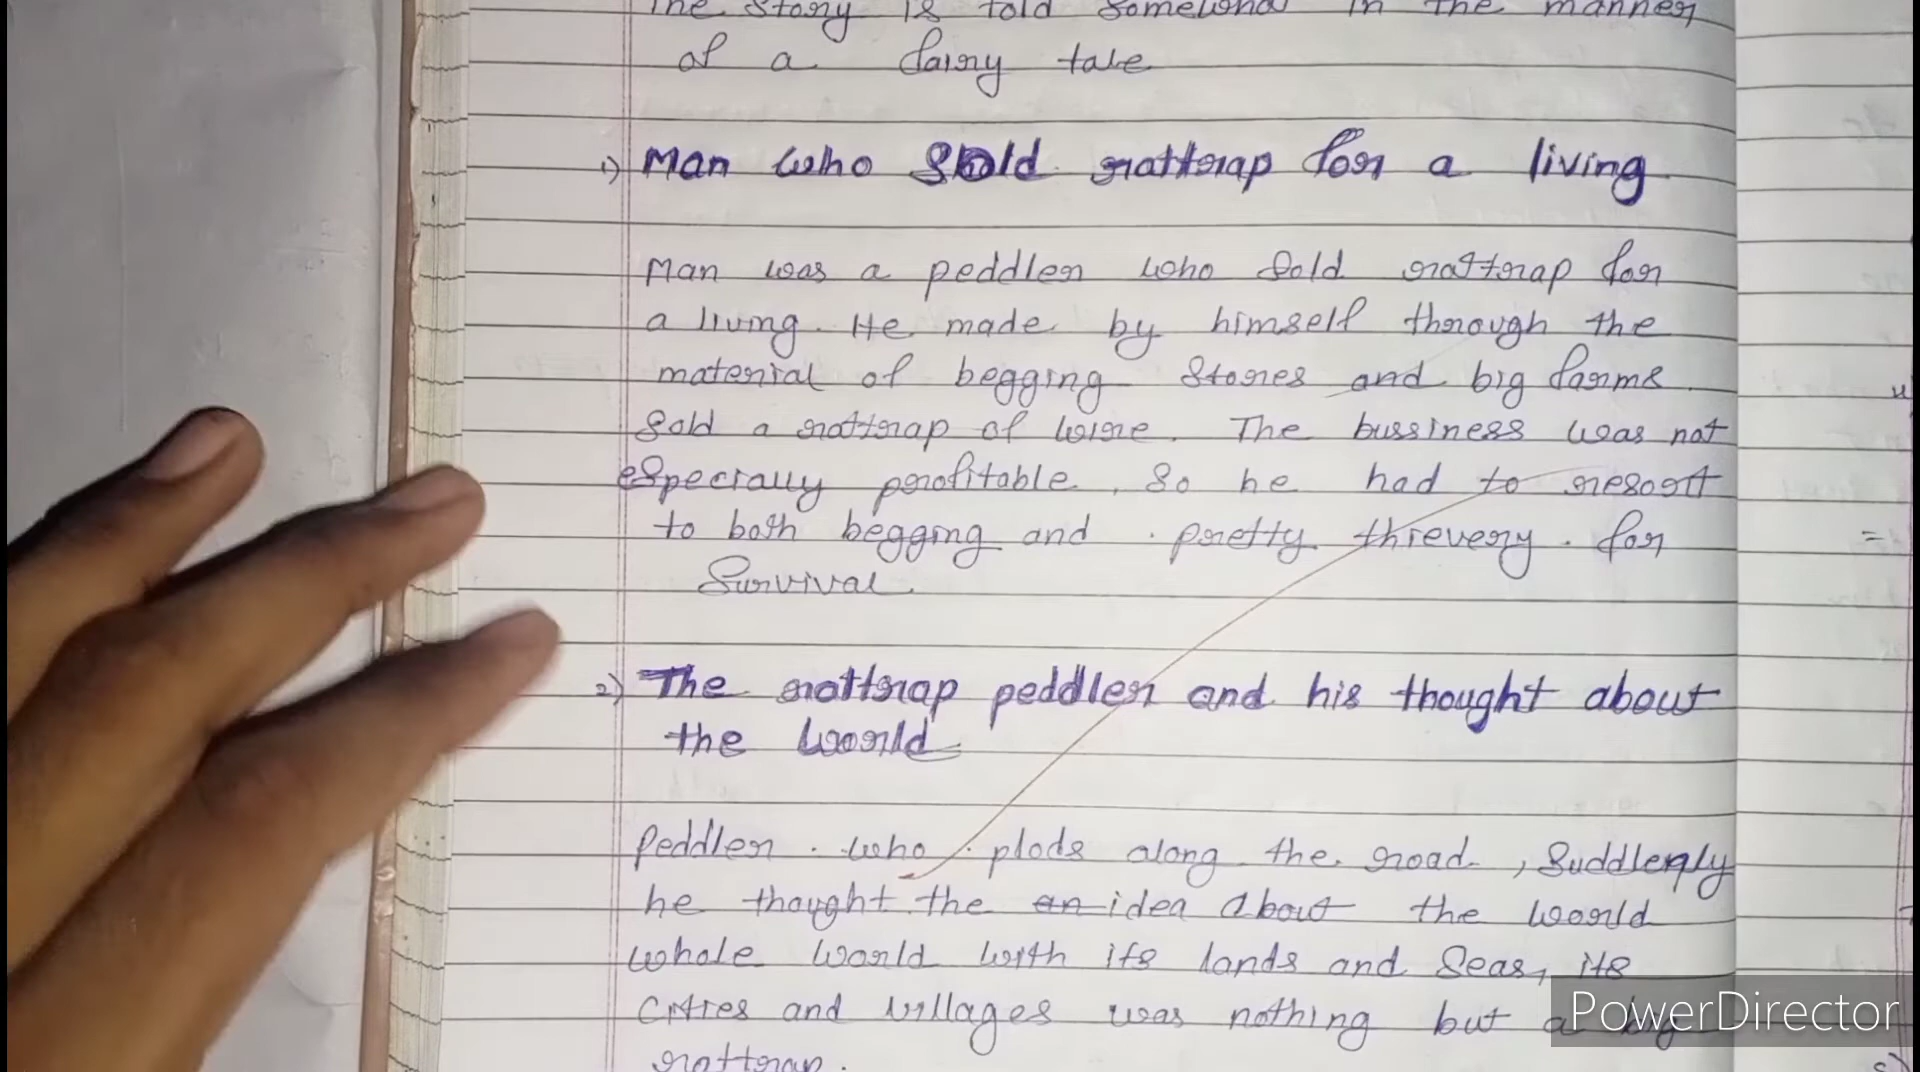 The story is told somewhat in the manner
of a fairy tale
1) Man who sold rattrap for a living
Man was a peddler who sold rattrap for
a living. He made by himself through the
material of begging stores and big farms
sold a rattrap of wire. The bussiness was not
especially profitable, so he had to resort
to both begging and pretty thievery for
Survival.
2) The rattrap peddler and his thought about
the world
Peddler who plods along the road, Suddlenly
he thought the an idea about the world
whole world with its lands and Seas, its
Cities and villages was nothing but a big
rattrap.
PowerDirector